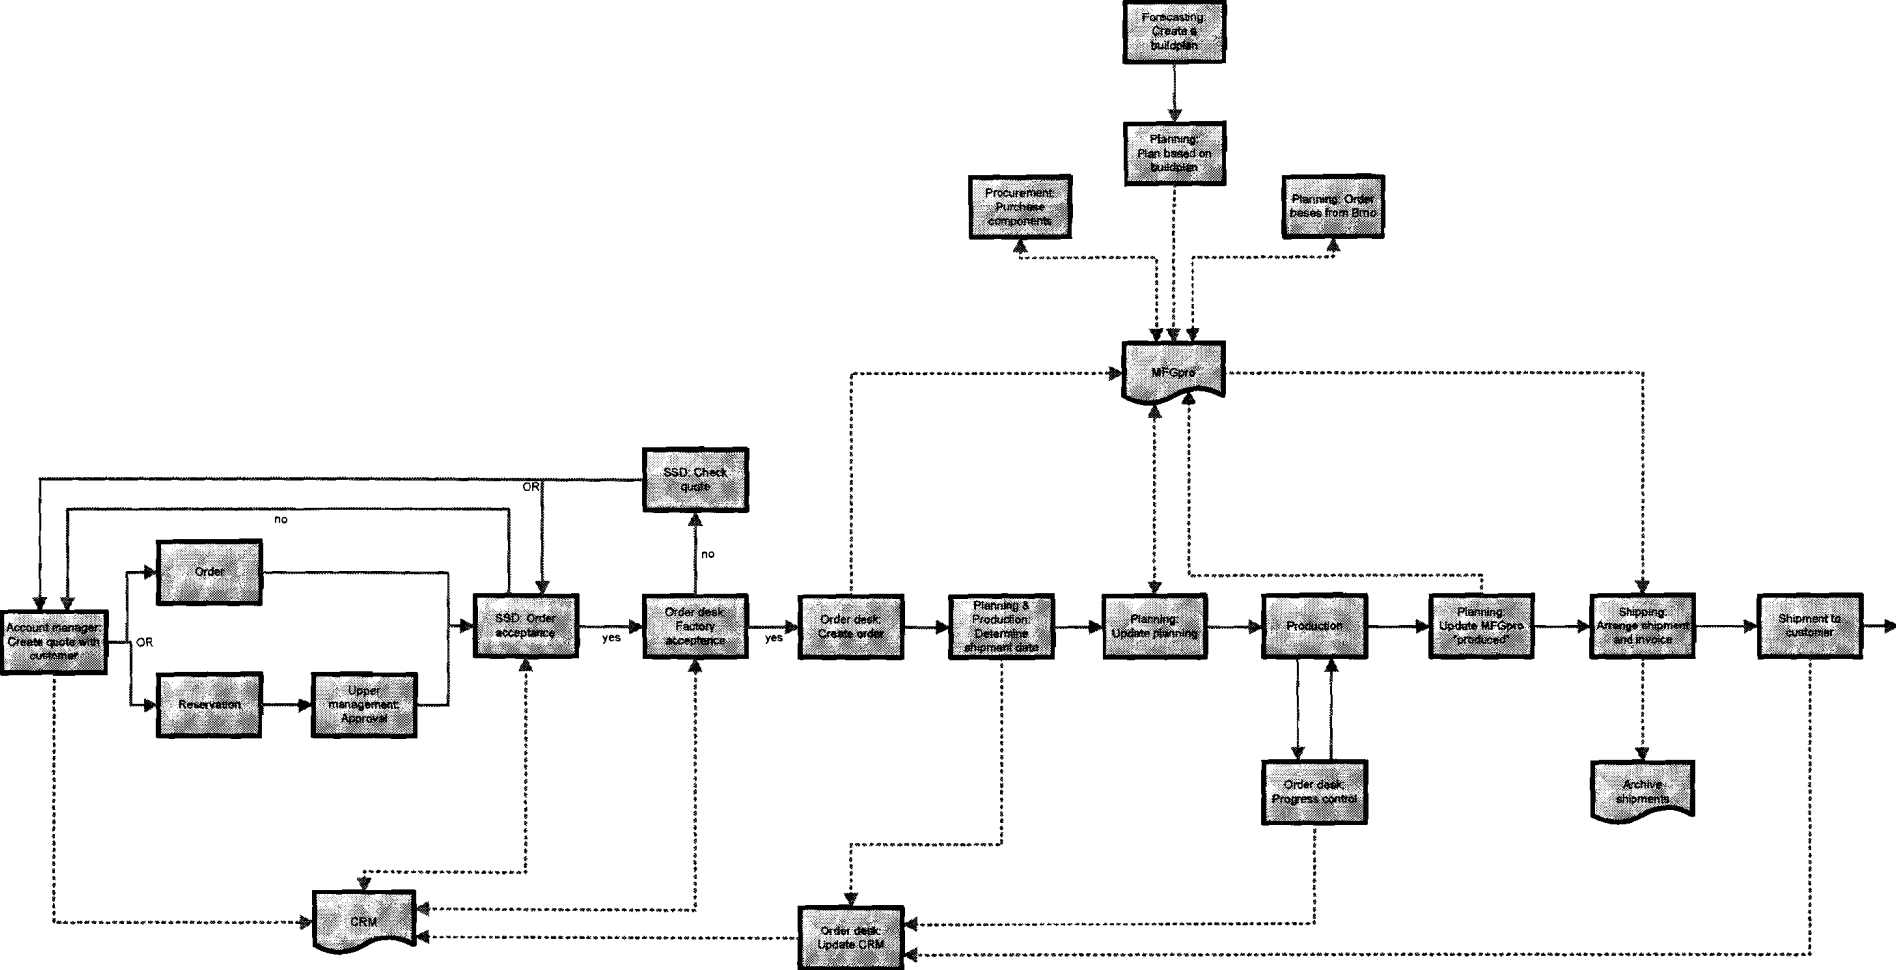 Forecasting:
Create a
buildplan
Planning:
Plan based on
buildplan
Procurement:
Purchase
components
Planning: Order
bases from Brno
MFGpro
SSD: Check
quote
OR
no
no
Order
Account manager:
Create quote with
customer
OR
SSD: Order
acceptance
yes
Order desk:
Factory
acceptance
yes
Order desk:
Create order
Planning &
Production:
Determine
shipment date
Planning:
Update planning
Production
Planning:
Update MFGpro
"produced"
Shipping:
Arrange shipment
and invoice
Shipment to
customer
Reservation
Upper
management:
Approval
Order desk:
Progress control
Archive
shipments
CRM
Order desk:
Update CRM